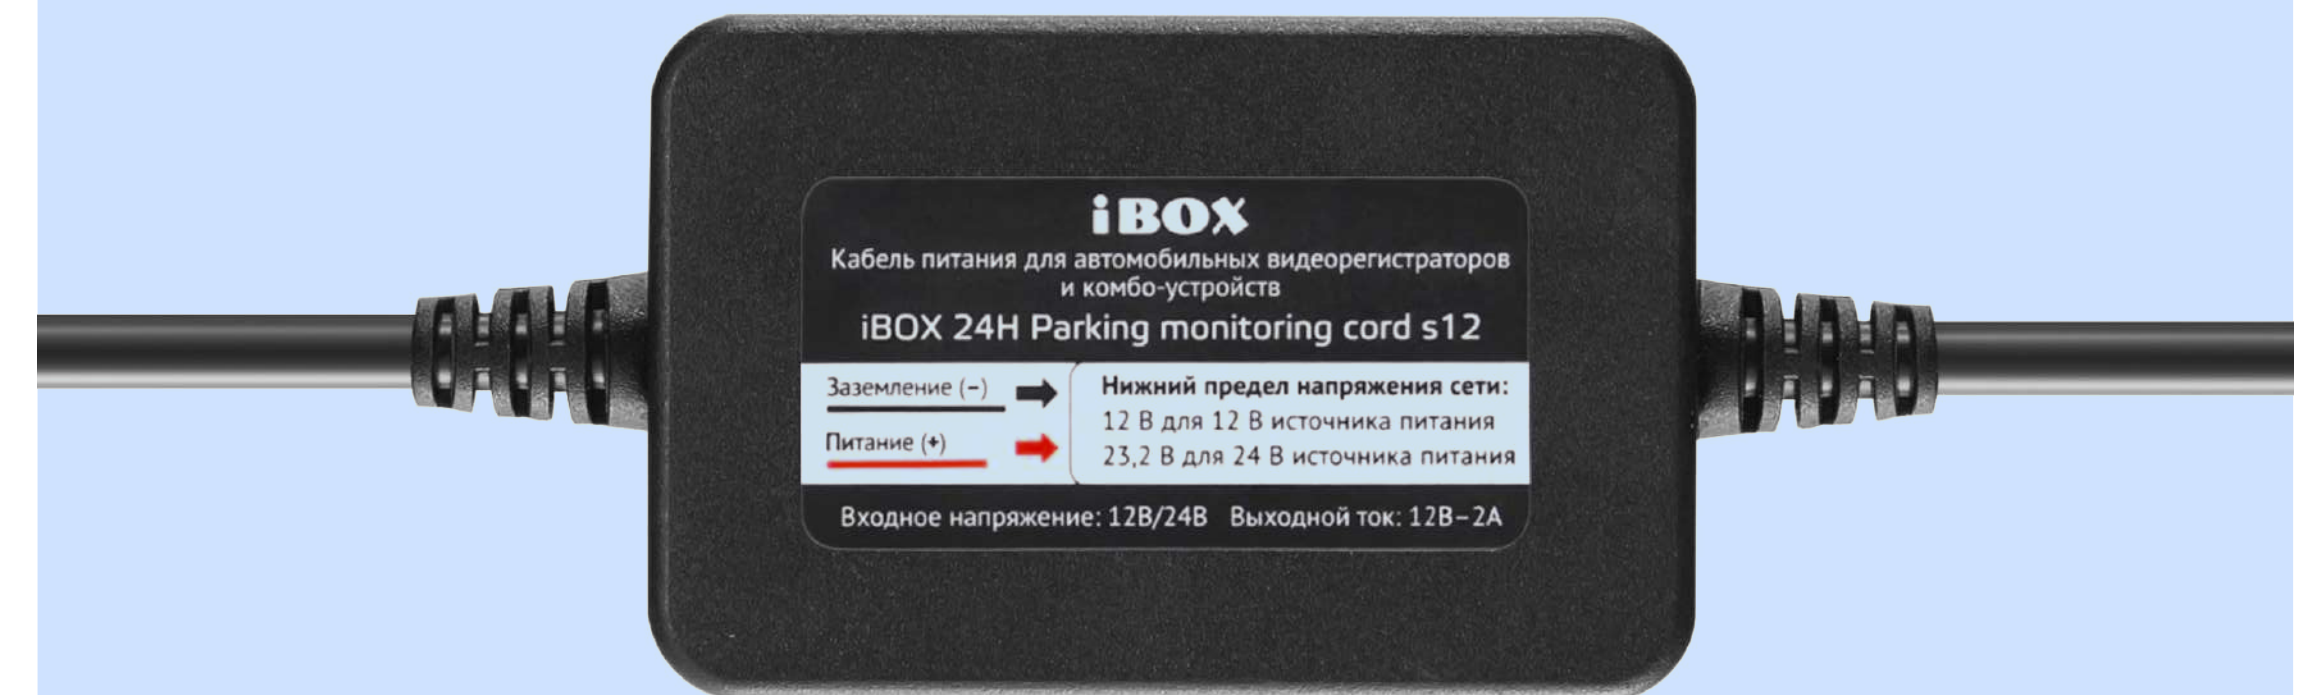 iBOX
Кабель питания для автомобильных видеорегистраторов
и комбо-устройств
iBOX 24H Parking monitoring cord s12
Заземление (−)
Питание (+)
Нижний предел напряжения сети:
12 В для 12 В источника питания
23,2 В для 24 В источника питания
Входное напряжение: 12В/24В Выходной ток: 12В−2А